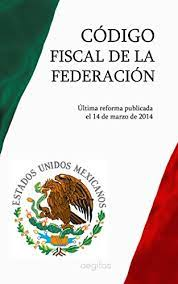 CÓDIGO
FISCAL DE LA
FEDERACIÓN
Última reforma publicada
el 14 de marzo de 2014
ESTADOS UNIDOS MEXICANOS
aegitas